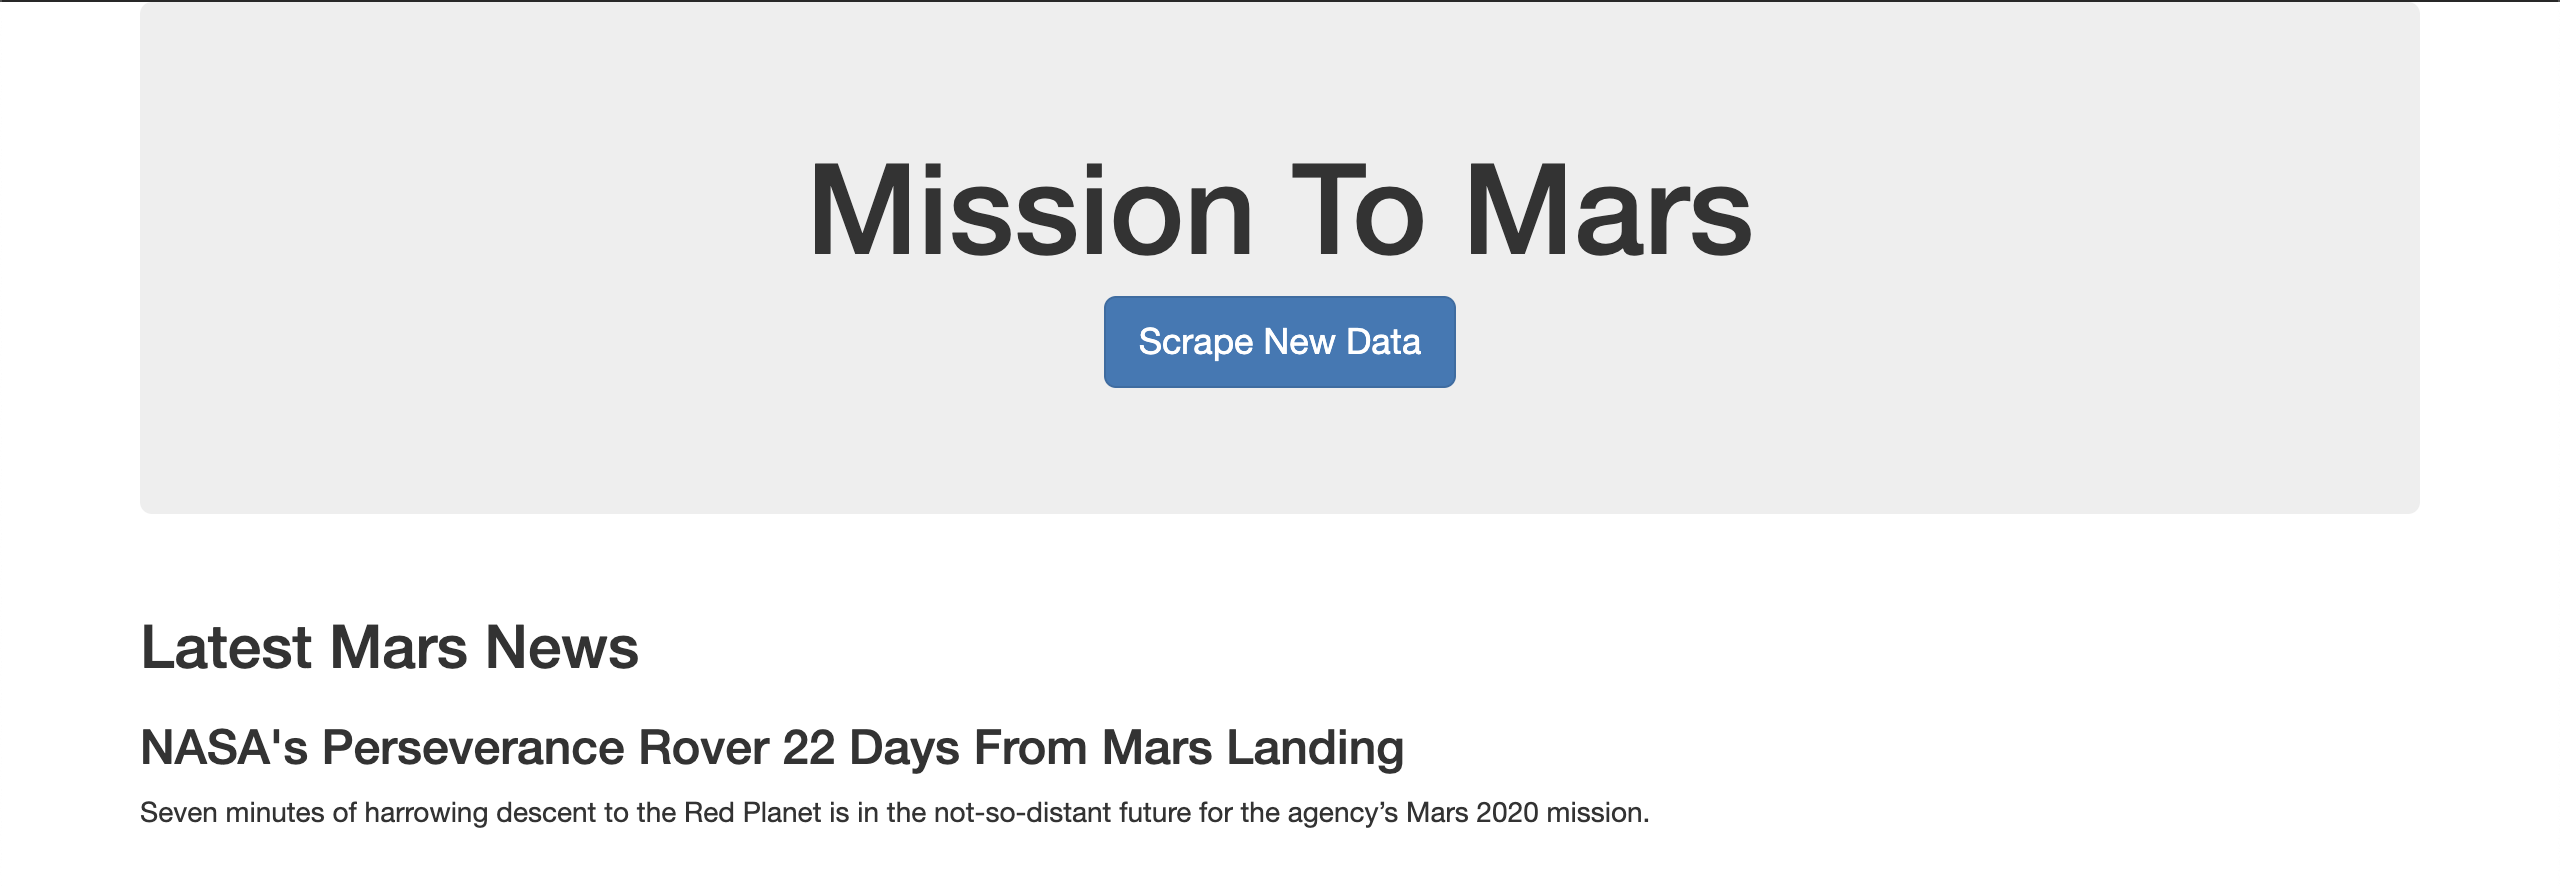 Mission To Mars
Scrape New Data
Latest Mars News
NASA's Perseverance Rover 22 Days From Mars Landing
Seven minutes of harrowing descent to the Red Planet is in the not-so-distant future for the agency’s Mars 2020 mission.